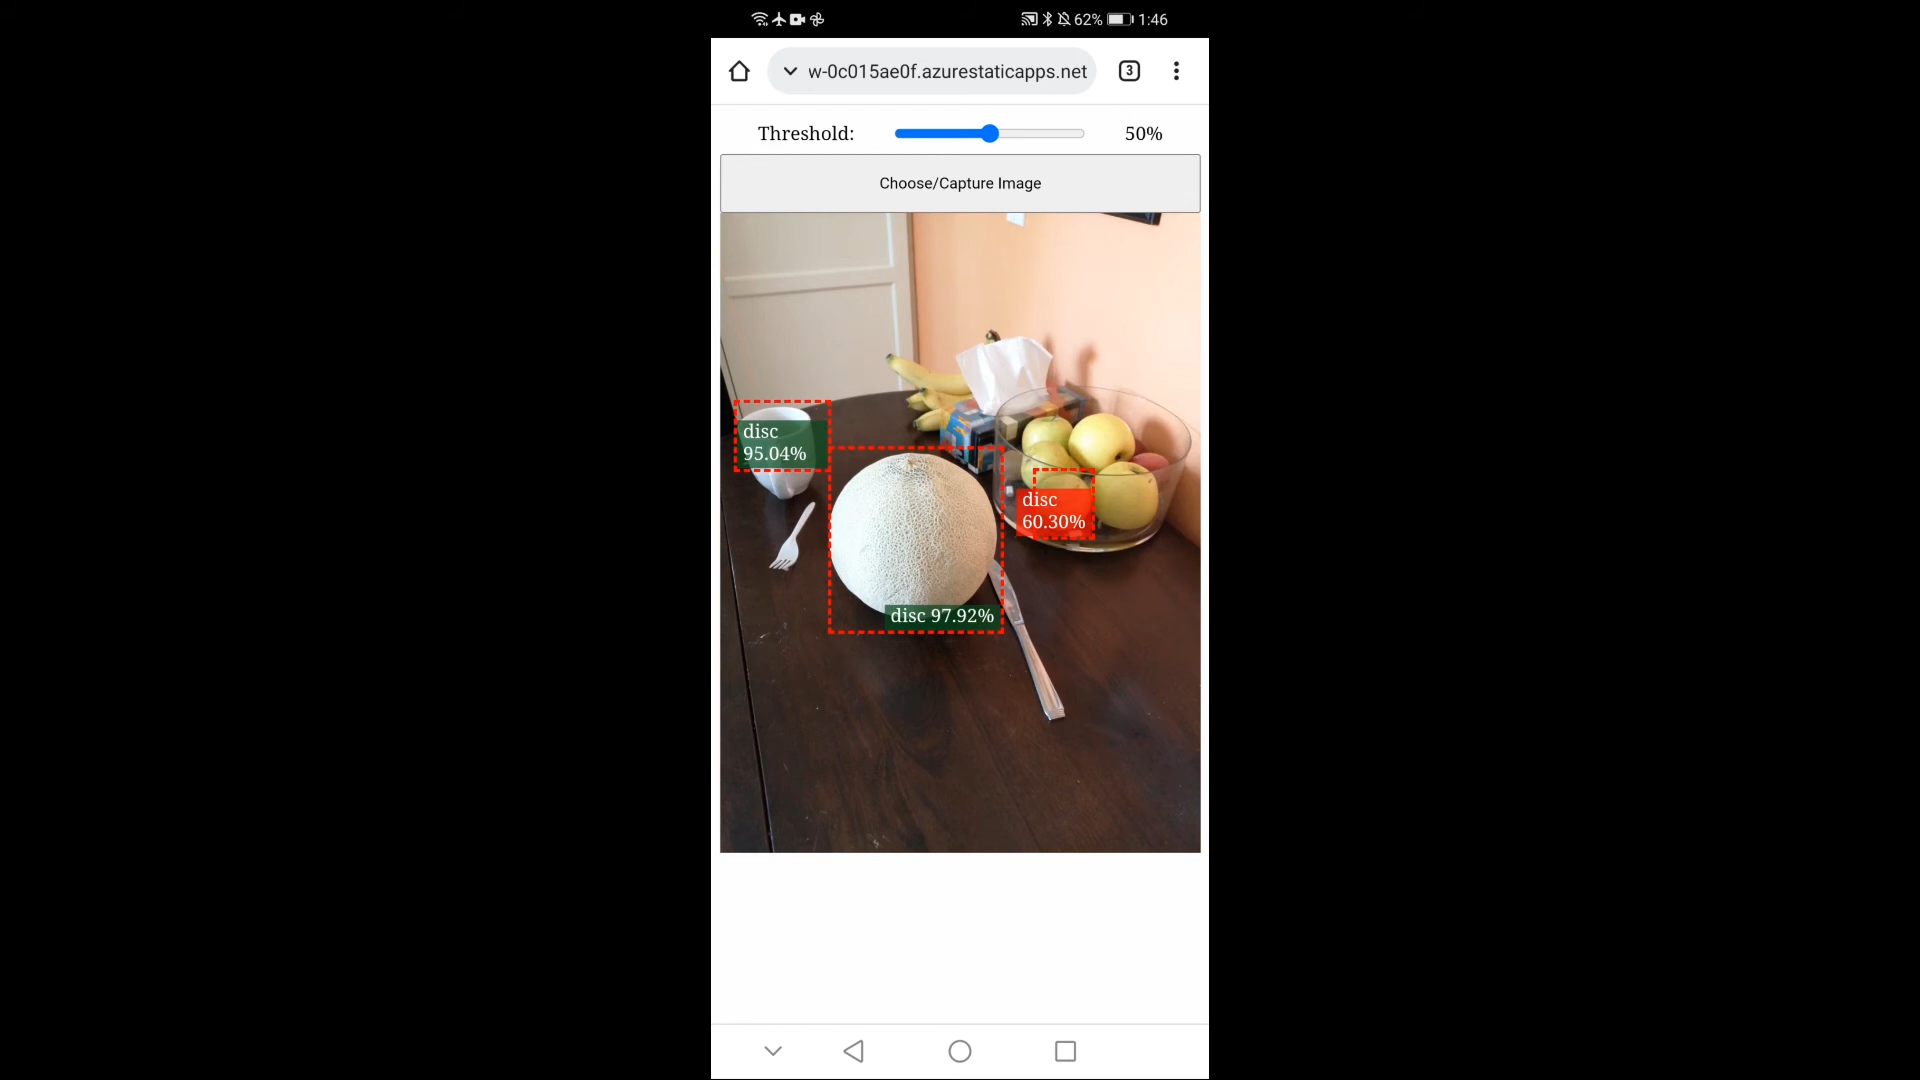 62% 1:46
w-0c015ae0f.azurestaticapps.net 3
Threshold: 50%
Choose/Capture Image
disc
95.04%
disc
60.30%
disc 97.92%